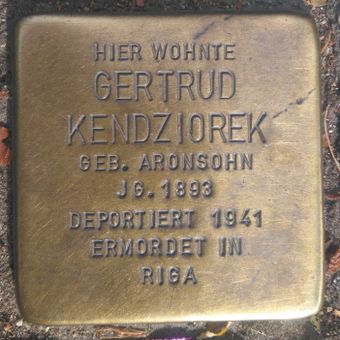 HIER WOHNTE
GERTRUD
KENDZIOREK
GEB. ARONSOHN
JG. 1893
DEPORTIERT 1941
ERMORDET IN
RIGA